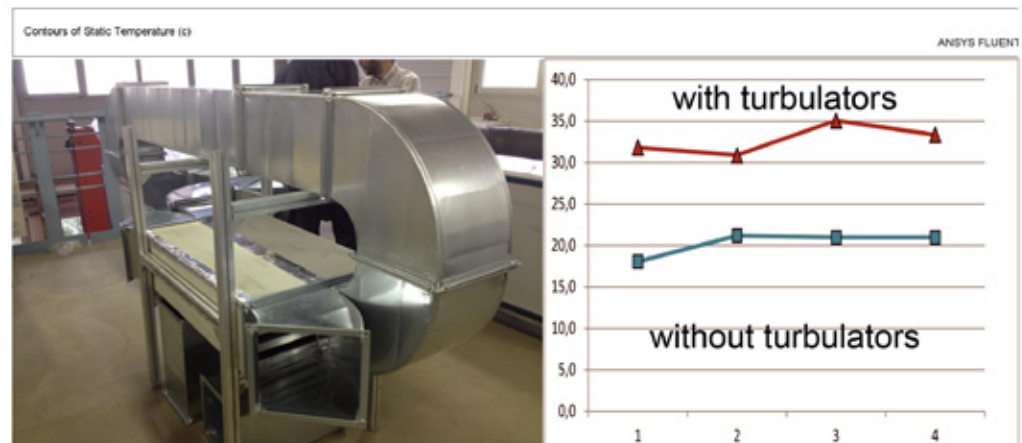 Contours of Static Temperature (c)
ANSYS FLUENT
40,0
with turbulators
35,0
30,0
25,0
20,0
15,0
10,0
without turbulators
5,0
0,0
1 2 3 4